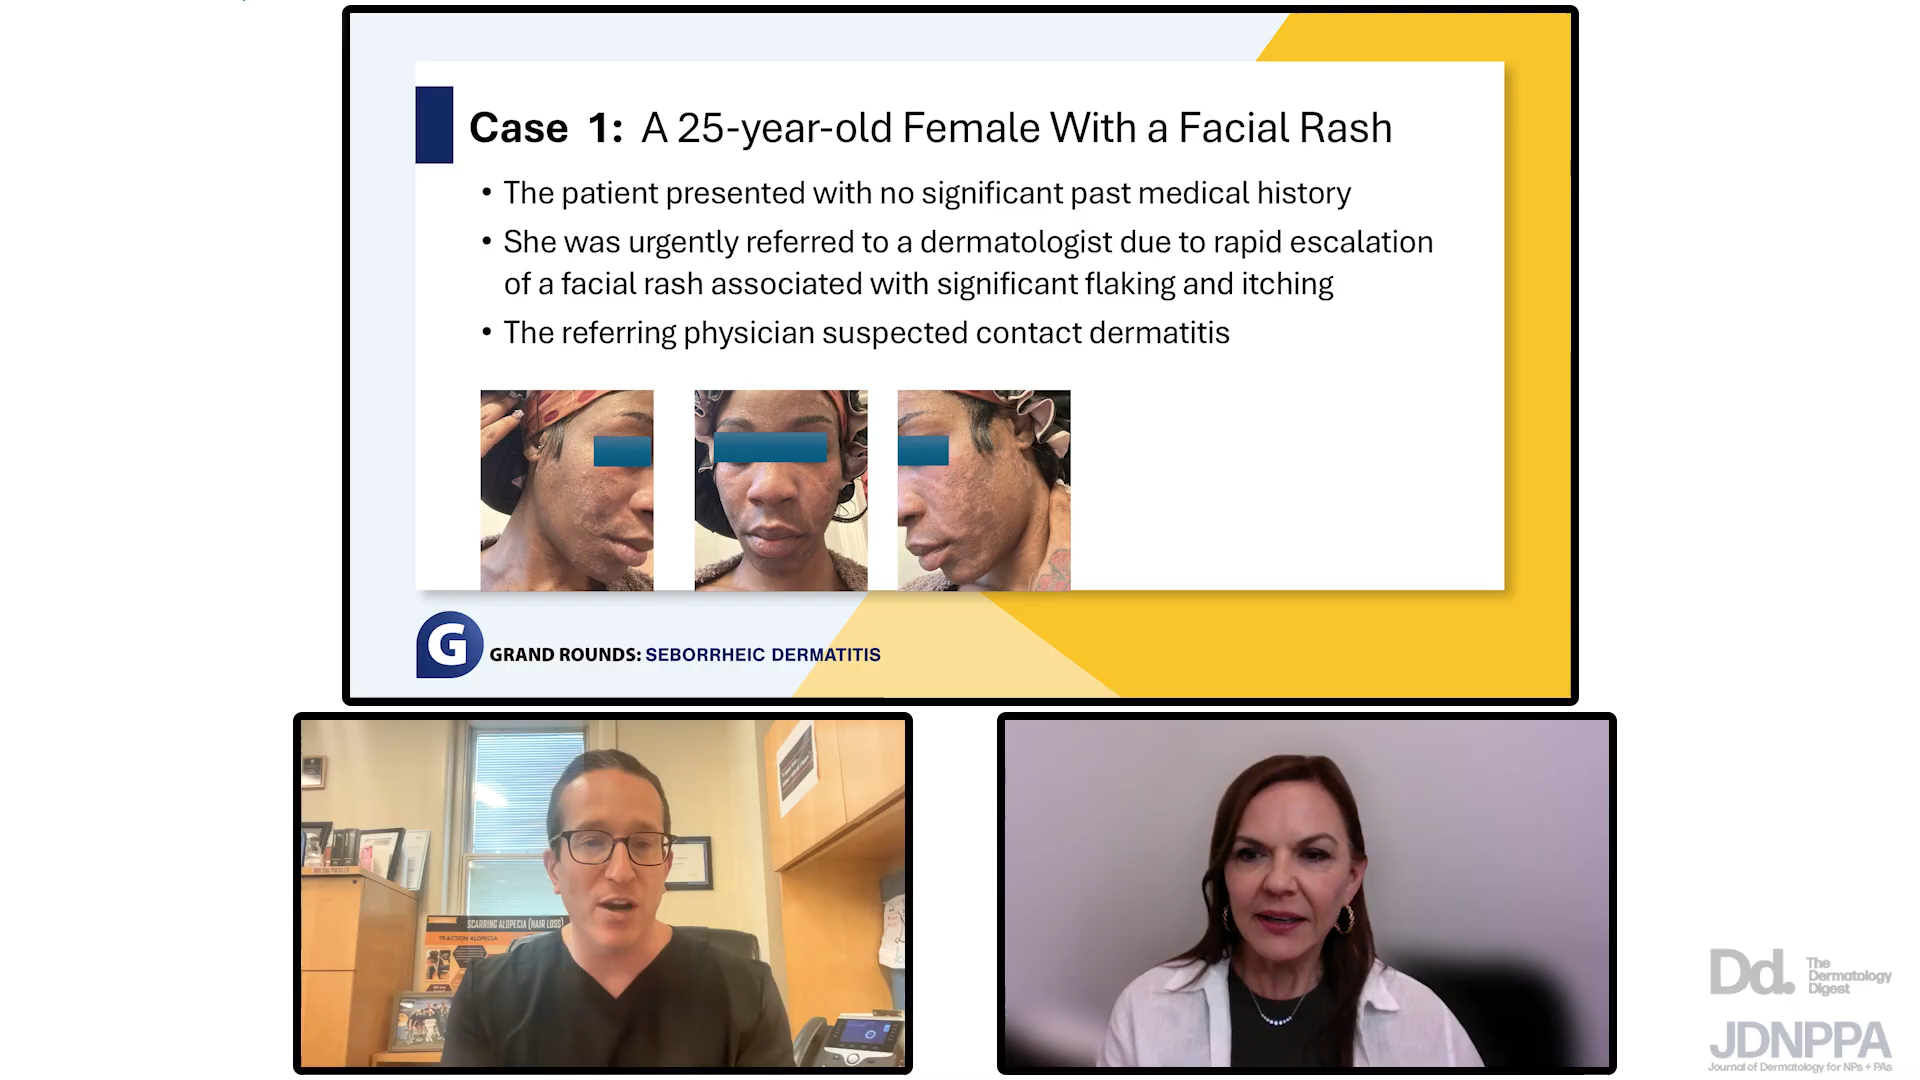 Case 1: A 25-year-old Female With a Facial Rash
• The patient presented with no significant past medical history
• She was urgently referred to a dermatologist due to rapid escalation
of a facial rash associated with significant flaking and itching
• The referring physician suspected contact dermatitis
G GRAND ROUNDS: SEBORRHEIC DERMATITIS
SCARRING ALOPECIA (HAIR LOSS)
TRACTION ALOPECIA
Dd. The
Dermatology
Digest
JDNPPA
Journal of Dermatology for NPs + PAs